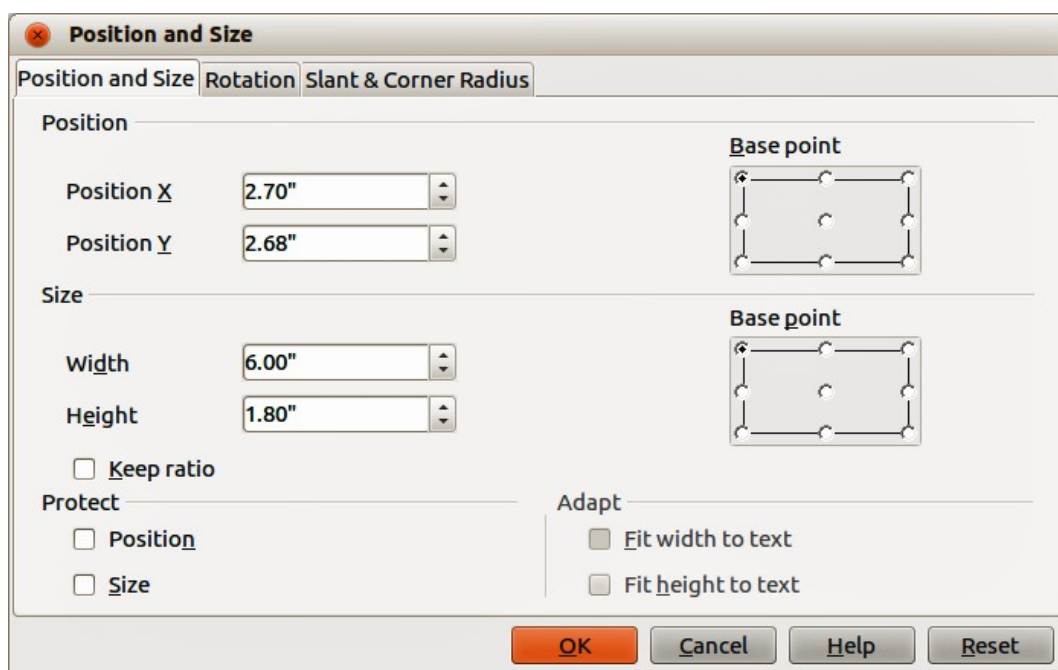 Position and Size
Position and Size Rotation Slant & Corner Radius
Position
Base point
Position X 2.70"
Position Y 2.68"
Size
Base point
Width 6.00"
Height 1.80"
Keep ratio
Protect Adapt
Position Fit width to text
Size Fit height to text
OK Cancel Help Reset